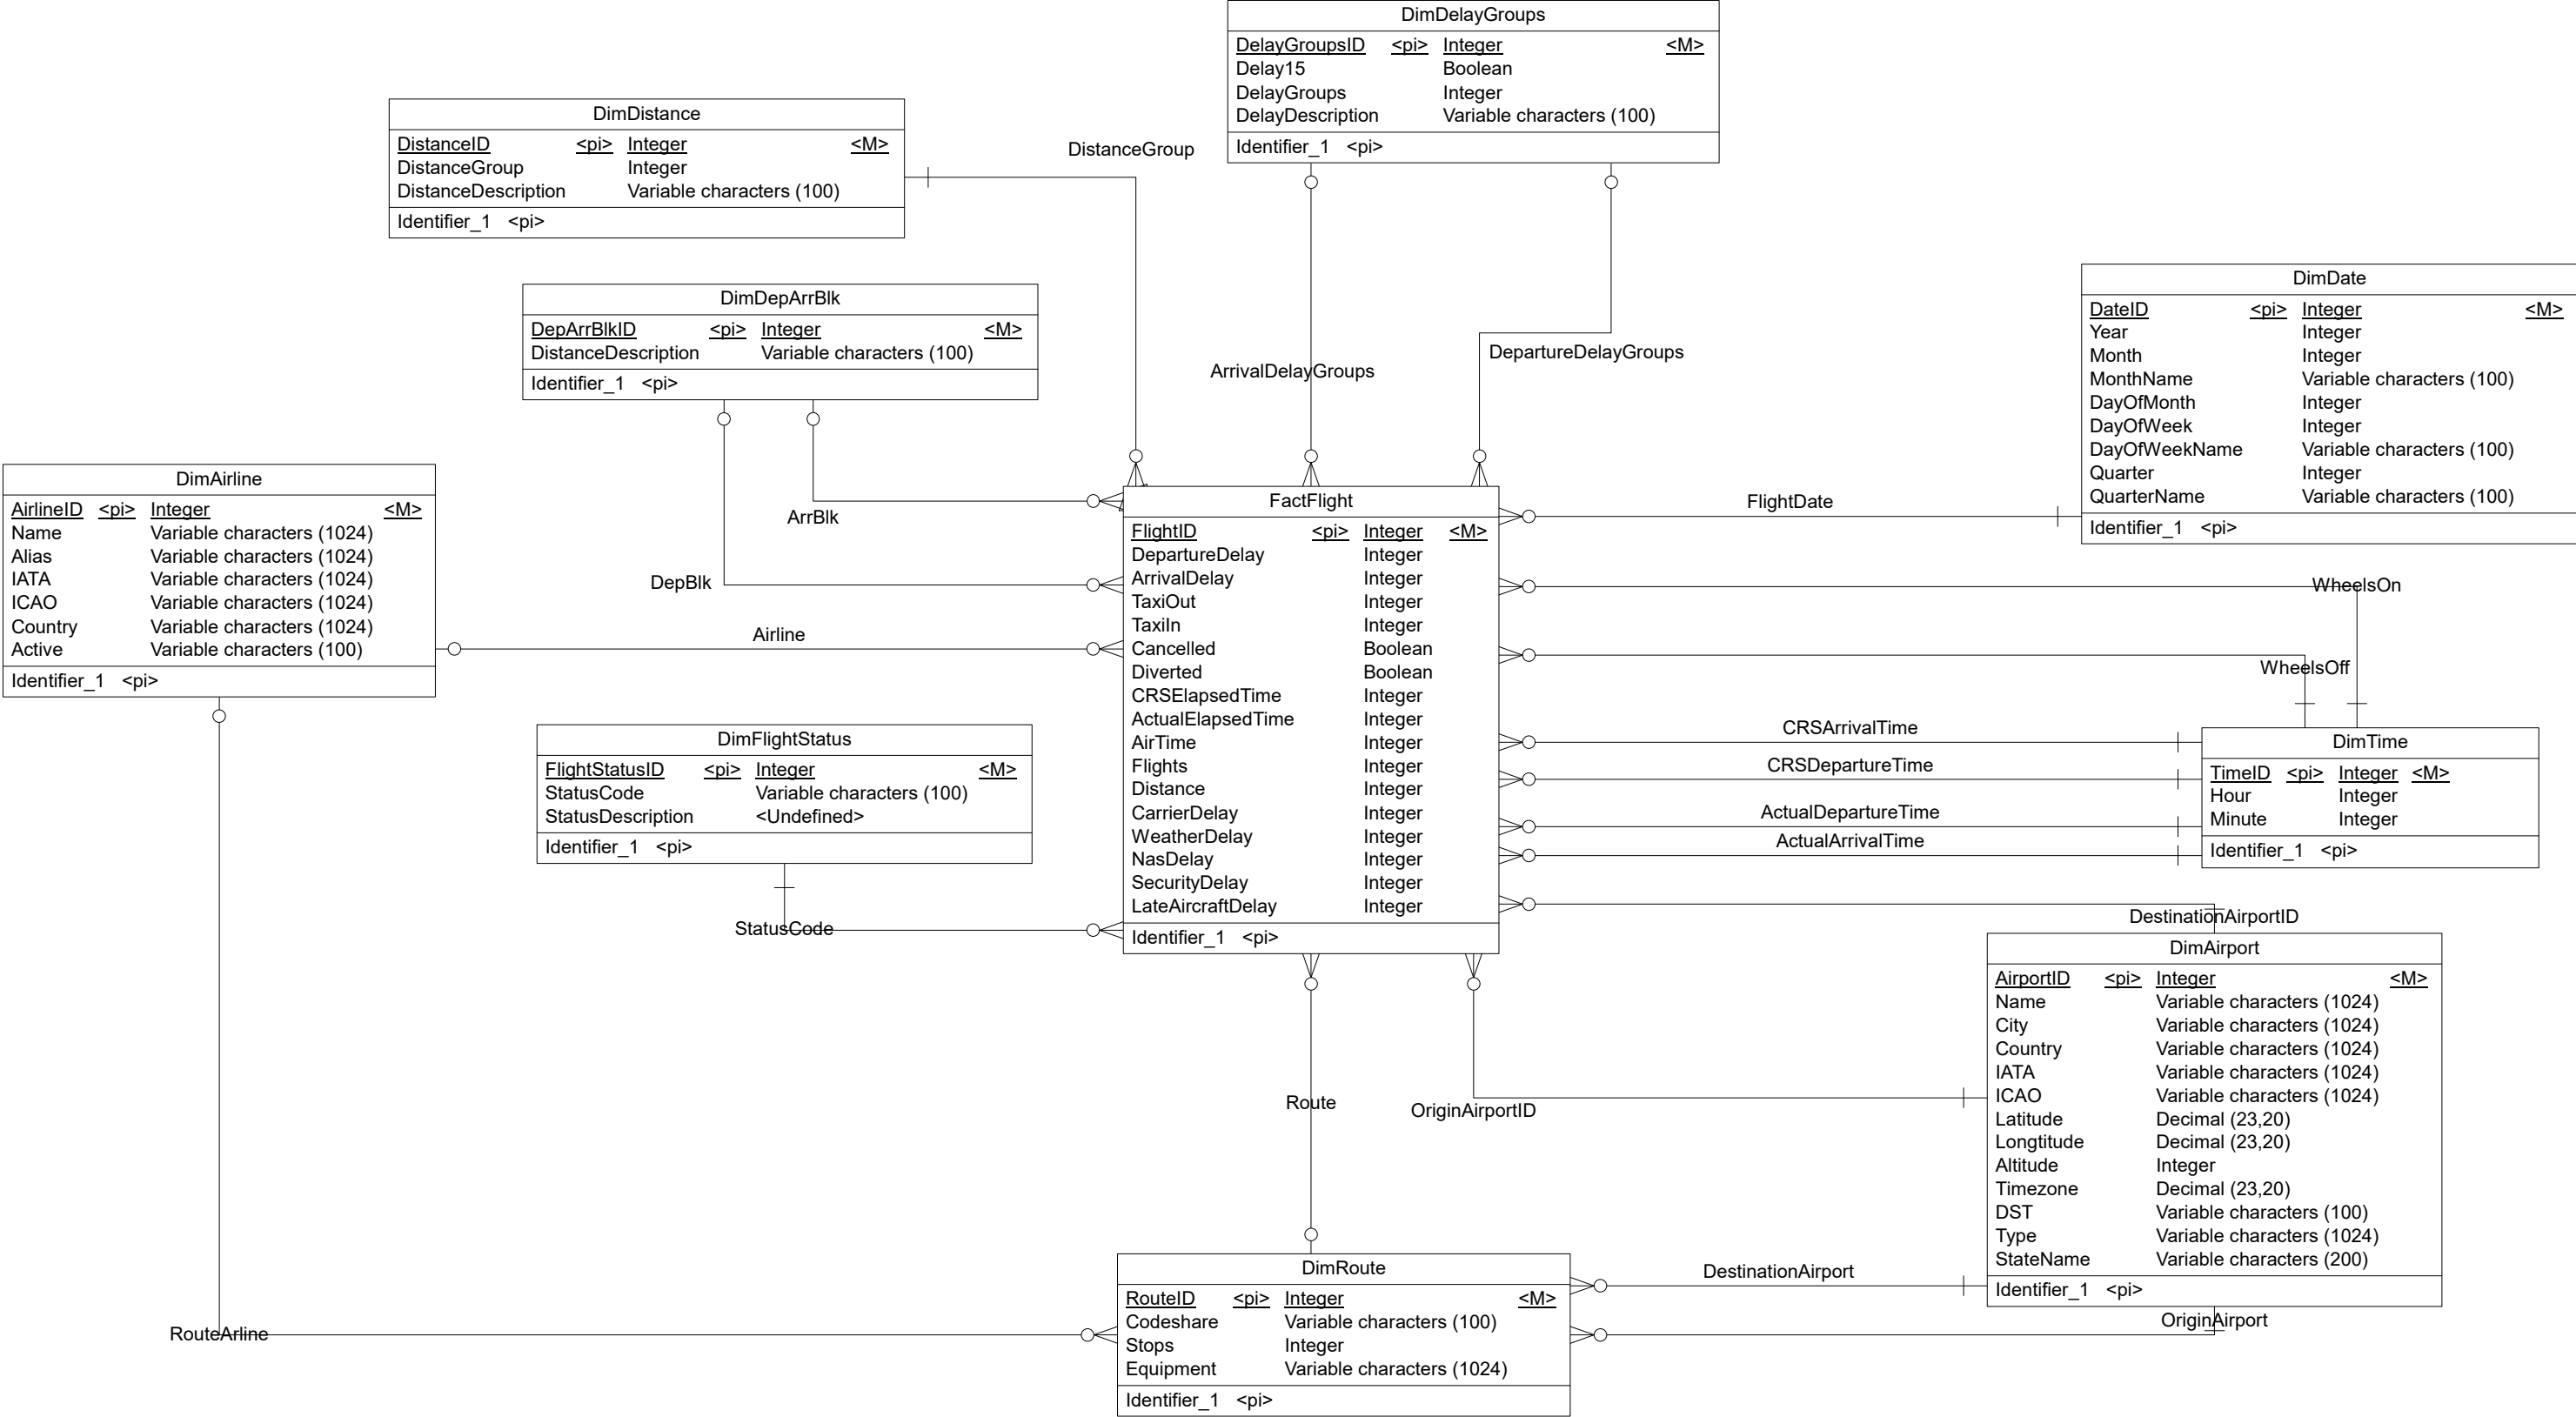 DimDelayGroups
DelayGroupsID <pi> Integer <M>
Delay15 Boolean
DelayGroups Integer
DelayDescription Variable characters (100)
Identifier_1 <pi>
DimDistance
DistanceID <pi> Integer <M>
DistanceGroup Integer
DistanceDescription Variable characters (100)
Identifier_1 <pi>
DistanceGroup
DimDepArrBlk
DepArrBlkID <pi> Integer <M>
DistanceDescription Variable characters (100)
Identifier_1 <pi>
ArrivalDelayGroups
DepartureDelayGroups
DimDate
DateID <pi> Integer <M>
Year Integer
Month Integer
MonthName Variable characters (100)
DayOfMonth Integer
DayOfWeek Integer
DayOfWeekName Variable characters (100)
Quarter Integer
QuarterName Variable characters (100)
Identifier_1 <pi>
DimAirline
AirlineID <pi> Integer <M>
Name Variable characters (1024)
Alias Variable characters (1024)
IATA Variable characters (1024)
ICAO Variable characters (1024)
Country Variable characters (1024)
Active Variable characters (100)
Identifier_1 <pi>
ArrBlk
DepBlk
Airline
FactFlight
FlightID <pi> Integer <M>
DepartureDelay Integer
ArrivalDelay Integer
TaxiOut Integer
TaxiIn Integer
Cancelled Boolean
Diverted Boolean
CRSElapsedTime Integer
ActualElapsedTime Integer
AirTime Integer
Flights Integer
Distance Integer
CarrierDelay Integer
WeatherDelay Integer
NasDelay Integer
SecurityDelay Integer
LateAircraftDelay Integer
Identifier_1 <pi>
FlightDate
WheelsOn
WheelsOff
CRSArrivalTime
CRSDepartureTime
ActualDepartureTime
ActualArrivalTime
DimTime
TimeID <pi> Integer <M>
Hour Integer
Minute Integer
Identifier_1 <pi>
DimFlightStatus
FlightStatusID <pi> Integer <M>
StatusCode Variable characters (100)
StatusDescription <Undefined>
Identifier_1 <pi>
StatusCode
DestinationAirportID
DimAirport
AirportID <pi> Integer <M>
Name Variable characters (1024)
City Variable characters (1024)
Country Variable characters (1024)
IATA Variable characters (1024)
ICAO Variable characters (1024)
Latitude Decimal (23,20)
Longtitude Decimal (23,20)
Altitude Integer
Timezone Decimal (23,20)
DST Variable characters (100)
Type Variable characters (1024)
StateName Variable characters (200)
Identifier_1 <pi>
Route
OriginAirportID
DimRoute
RouteID <pi> Integer <M>
Codeshare Variable characters (100)
Stops Integer
Equipment Variable characters (1024)
Identifier_1 <pi>
DestinationAirport
OriginAirport
RouteArline